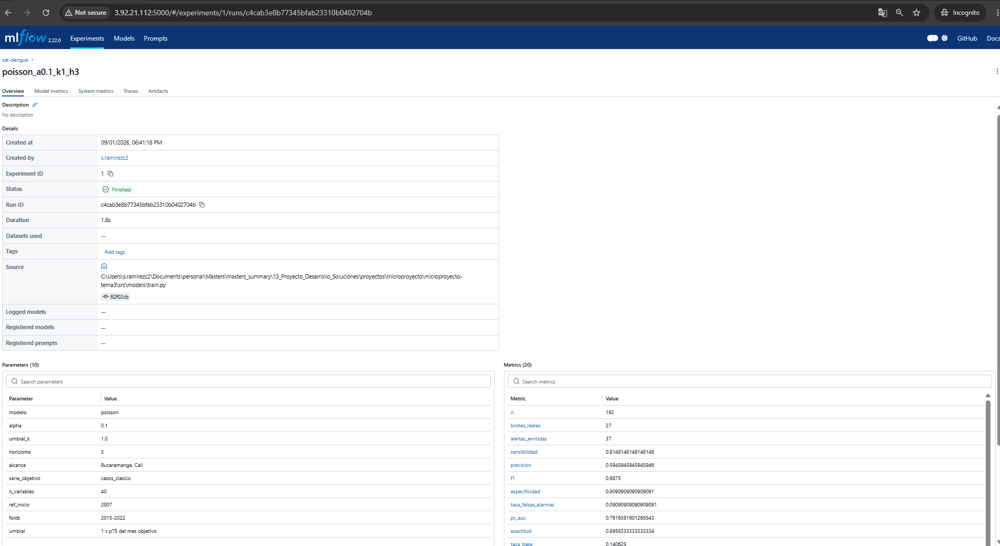 Not secure 3.92.21.112:5000/#/experiments/1/runs/c4cab3e8b77345bfab23310b0402704b Incognito
mlflow 2.22.0 Experiments Models Prompts GitHub Docs
sat-dengue
poisson_a0.1_k1_h3
Overview Model metrics System metrics Traces Artifacts
Description
No description
Details
Created at 09/01/2026, 06:41:18 PM
Created by s.ramirezc2
Experiment ID 1
Status Finished
Run ID c4cab3e8b77345bfab23310b0402704b
Duration 1.8s
Datasets used —
Tags Add tags
Source
C:\Users\s.ramirezc2\Documents\personal\Masters\masters_summary\13_Proyecto_Desarrollo_Soluciones\proyectos\microproyecto\microproyecto-
tema3\src\models\train.py
62f02cb
Logged models —
Registered models —
Registered prompts —
Parameters (10)
Search parameters
Parameter Value
modelo poisson
alpha 0.1
umbral_k 1.0
horizonte 3
alcance Bucaramanga, Cali
serie_objetivo casos_clasico
n_variables 40
ref_inicio 2007
folds 2015-2022
umbral 1 x p75 del mes objetivo
Metrics (20)
Search metrics
Metric Value
n 192
brotes_reales 27
alertas_emitidas 37
sensibilidad 0.8148148148148148
precision 0.5945945945945946
f1 0.6875
especificidad 0.9090909090909091
tasa_falsas_alarmas 0.09090909090909091
pr_auc 0.7616381601265543
exactitud 0.8958333333333334
tasa_base 0.140625